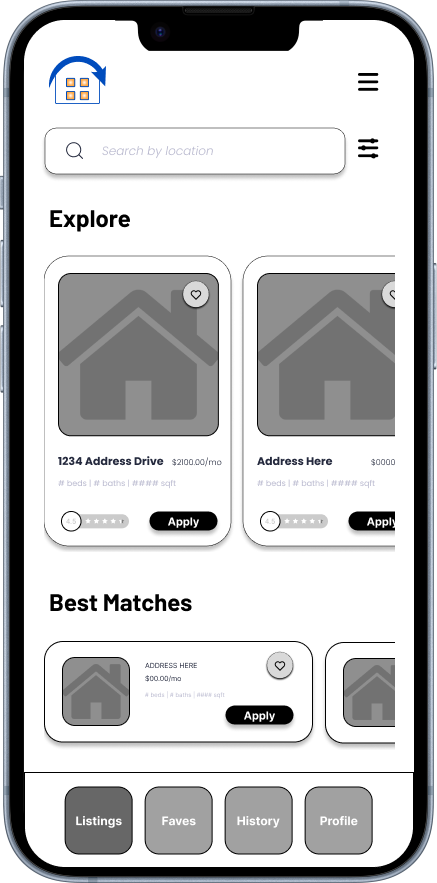 Search by location
Explore
1234 Address Drive $2100.00/mo
# beds | # baths | #### sqft
4.5
Apply
Address Here $0000
# beds | # baths | #### sqft
4.5
Apply
Best Matches
ADDRESS HERE
$00.00/mo
# beds | # baths | #### sqft
Apply
Listings
Faves
History
Profile